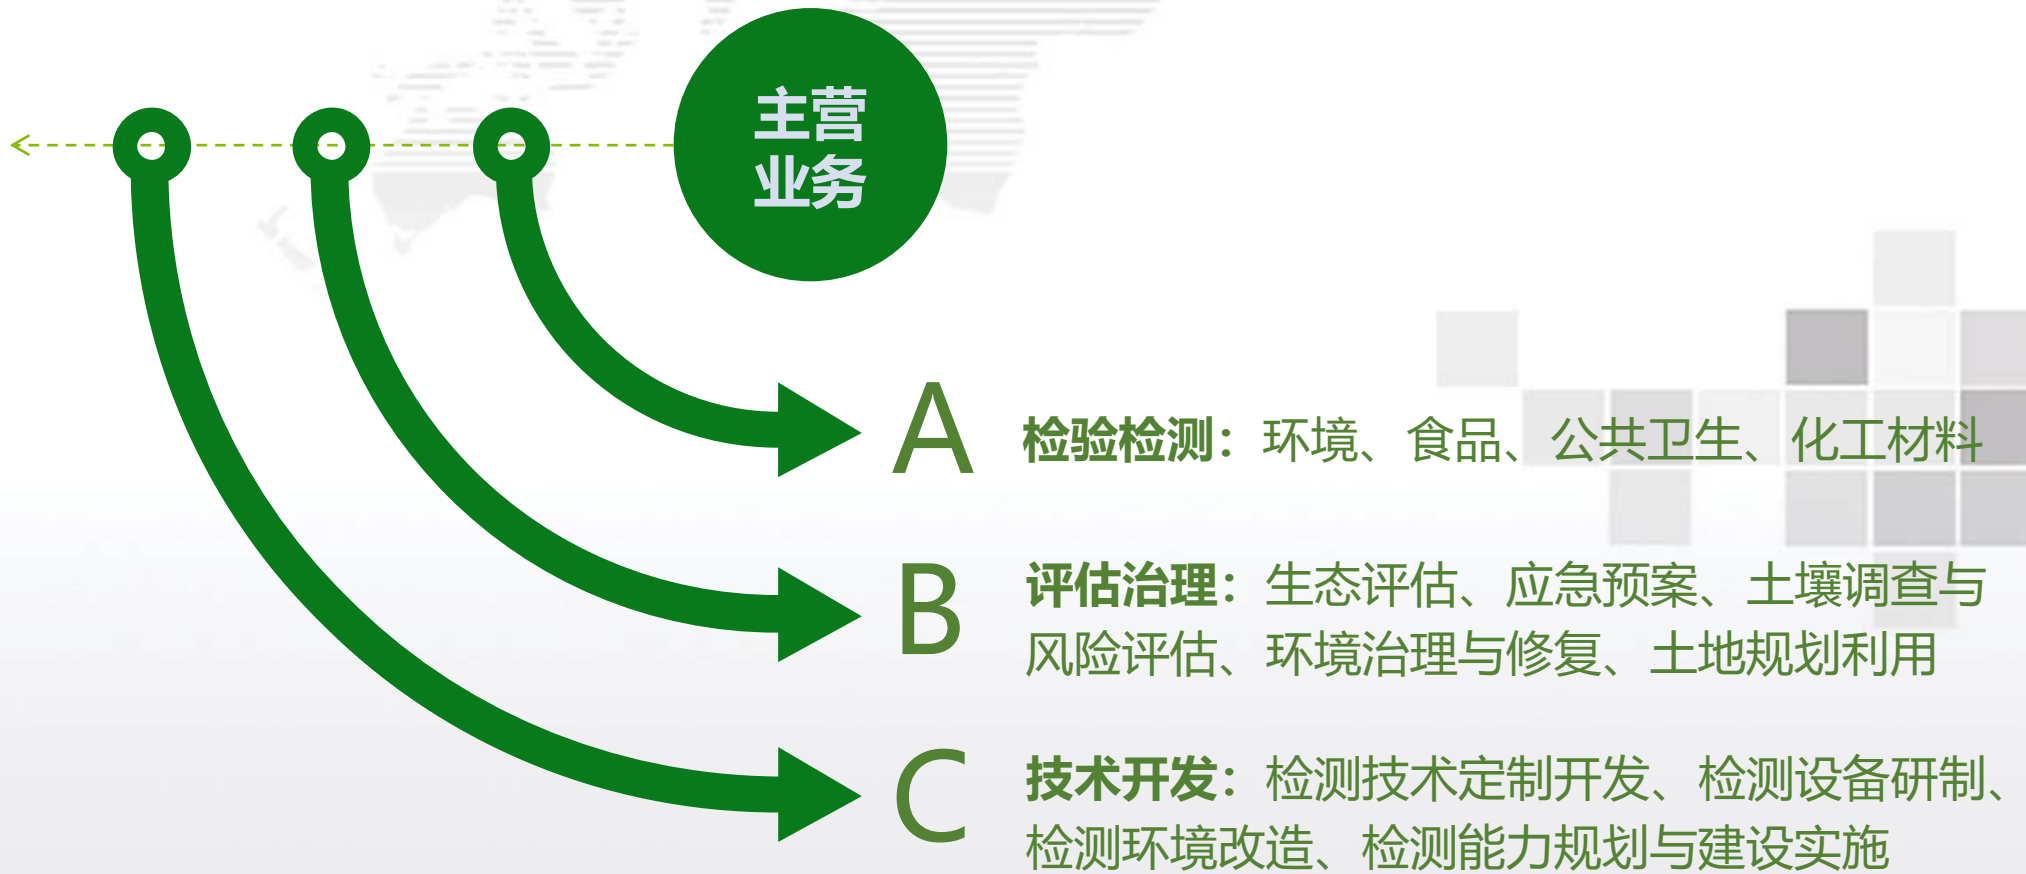 主营
业务
A
检验检测：环境、食品、公共卫生、化工材料
B
评估治理：生态评估、应急预案、土壤调查与
风险评估、环境治理与修复、土地规划利用
C
技术开发：检测技术定制开发、检测设备研制、
检测环境改造、检测能力规划与建设实施